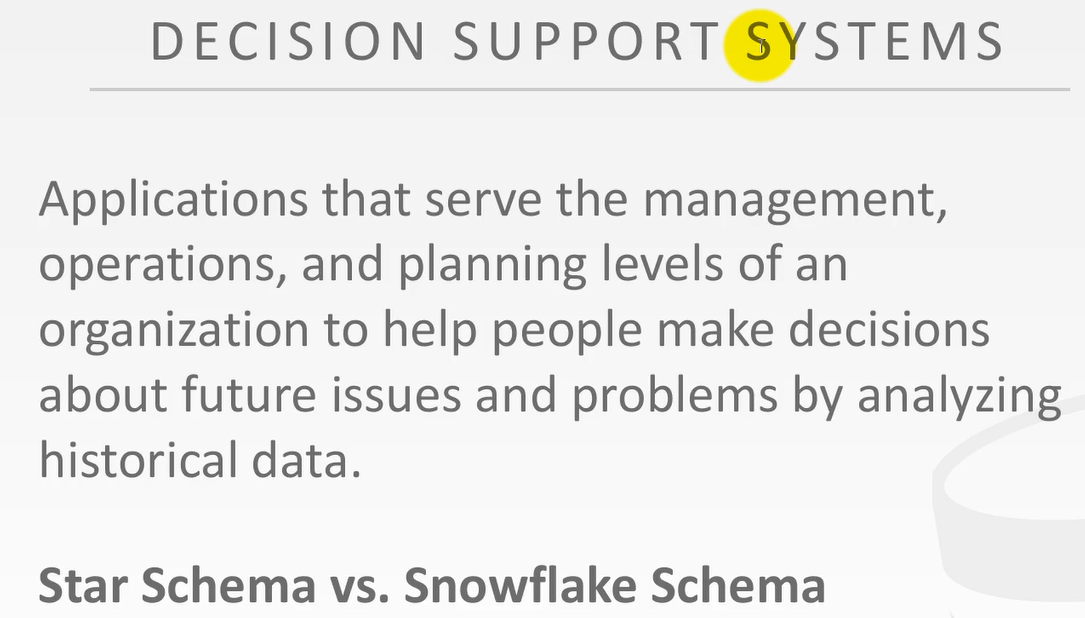 DECISION SUPPORT SYSTEMS
Applications that serve the management,
operations, and planning levels of an
organization to help people make decisions
about future issues and problems by analyzing
historical data.
Star Schema vs. Snowflake Schema